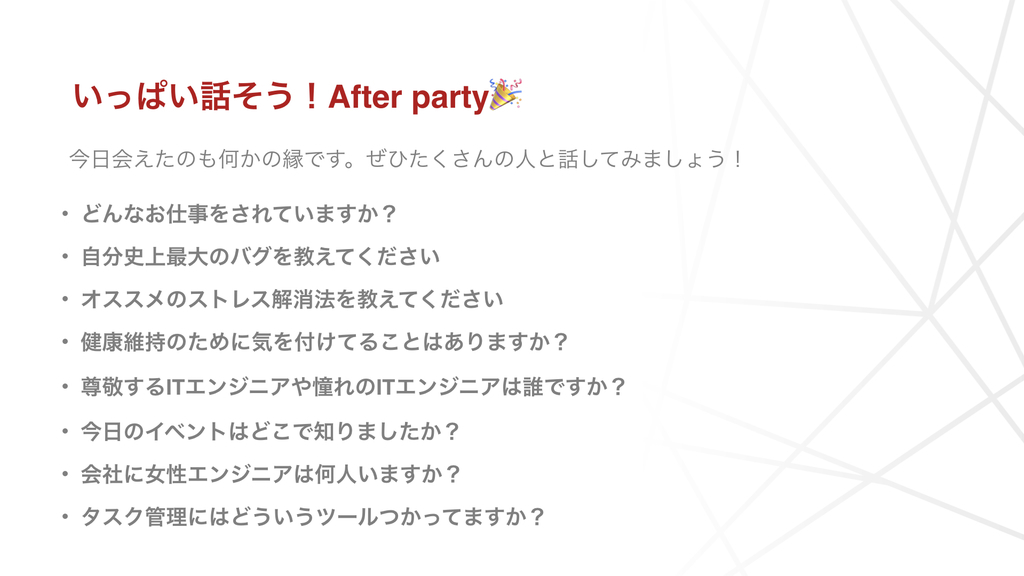 いっぱい話そう！After party🎉
今日会えたのも何かの縁です。ぜひたくさんの人と話してみましょう！
• どんなお仕事をされていますか？
• 自分史上最大のバグを教えてください
• オススメのストレス解消法を教えてください
• 健康維持のために気を付けてることはありますか？
• 尊敬するITエンジニアや憧れのITエンジニアは誰ですか？
• 今日のイベントはどこで知りましたか？
• 会社に女性エンジニアは何人いますか？
• タスク管理にはどういうツールつかってますか？